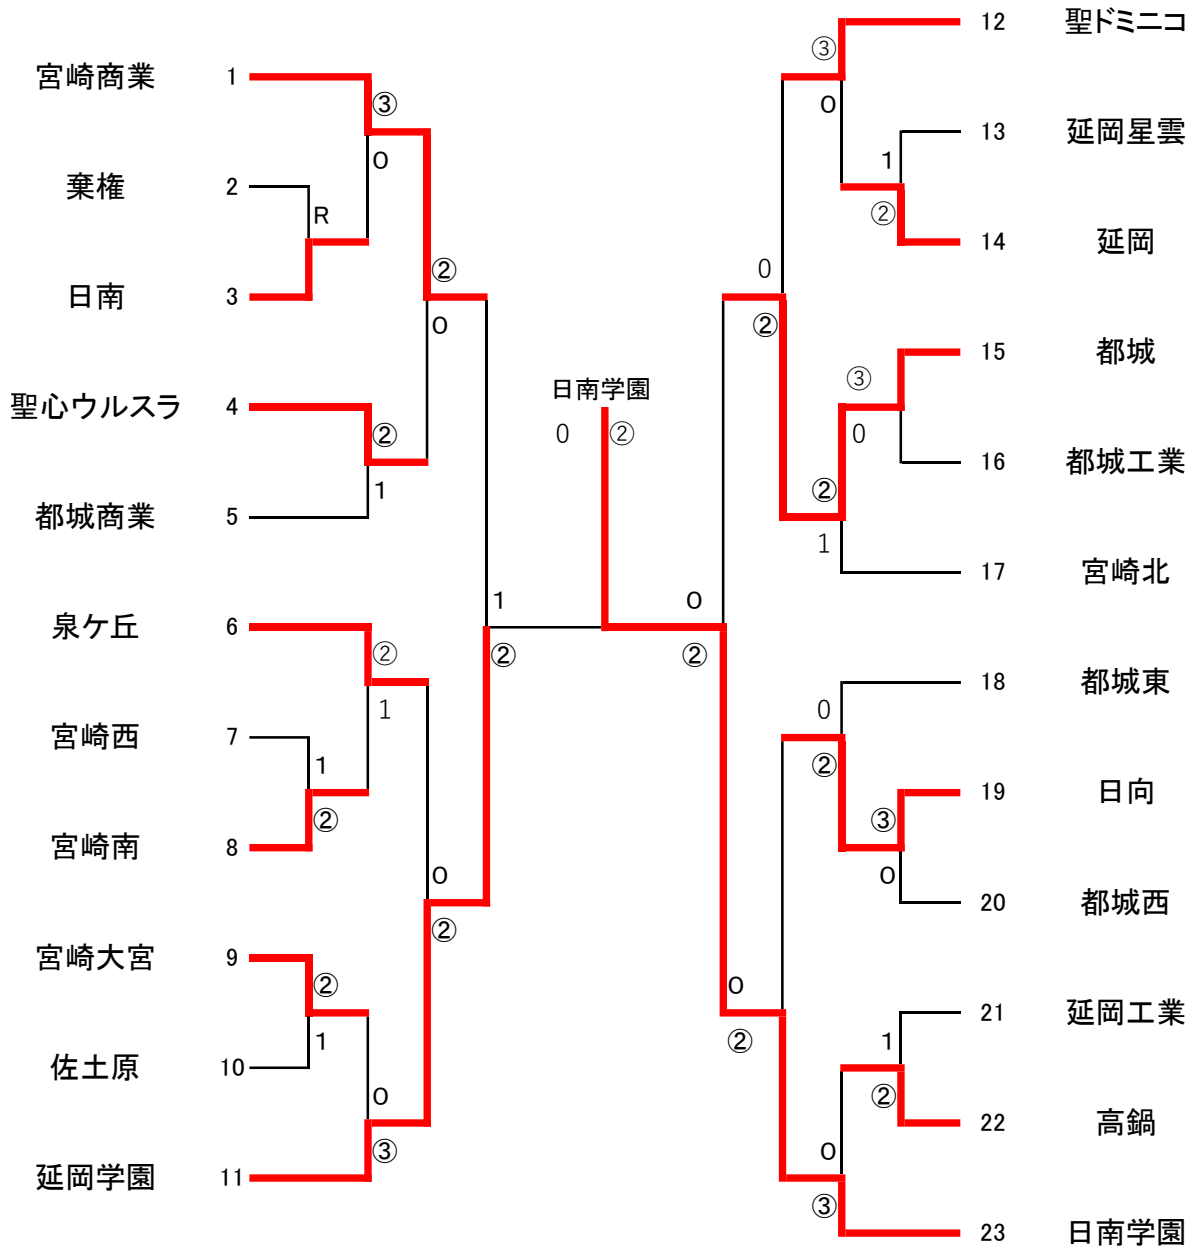 宮崎商業 1
棄権 2
日南 3
聖心ウルスラ 4
都城商業 5
泉ケ丘 6
宮崎西 7
宮崎南 8
宮崎大宮 9
佐土原 10
延岡学園 11
③
0
R
②
0
②
1
②
1
1
②
0
②
②
1
0
③
1
②
日南学園
0 ②
0
②
0
②
0
②
③
0
1
②
③
0
②
1
0
②
③
0
1
②
0
③
12 聖ドミニコ
13 延岡星雲
14 延岡
15 都城
16 都城工業
17 宮崎北
18 都城東
19 日向
20 都城西
21 延岡工業
22 高鍋
23 日南学園